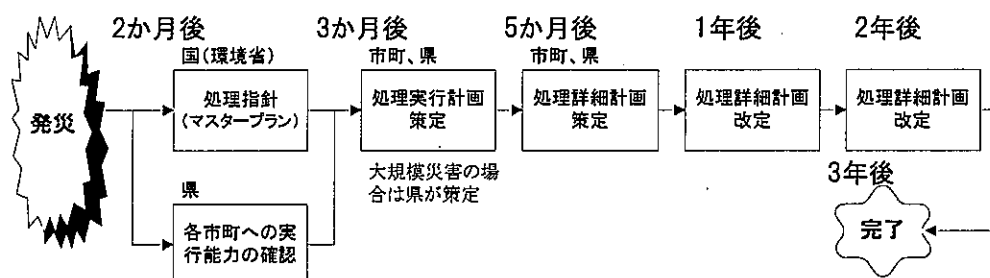 2か月後
3か月後
5か月後
1年後
2年後
国(環境省)
市町、県
市町、県
発災
処理指針
(マスタープラン)
処理実行計画
策定
処理詳細計画
策定
処理詳細計画
改定
処理詳細計画
改定
県
大規模災害の場
合は県が策定
3年後
各市町への実
行能力の確認
完了